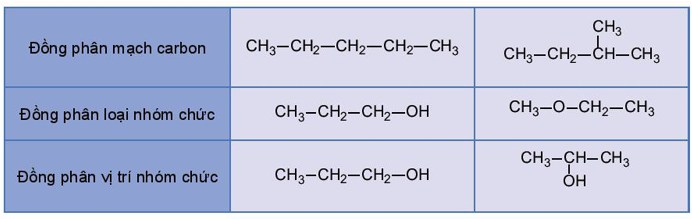 Đồng phân mạch carbon
CH₃–CH₂–CH₂–CH₂–CH₃
CH₃
CH₃–CH₂–CH–CH₃
Đồng phân loại nhóm chức
CH₃–CH₂–CH₂–OH
CH₃–O–CH₂–CH₃
Đồng phân vị trí nhóm chức
CH₃–CH₂–CH₂–OH
CH₃–CH–CH₃
OH